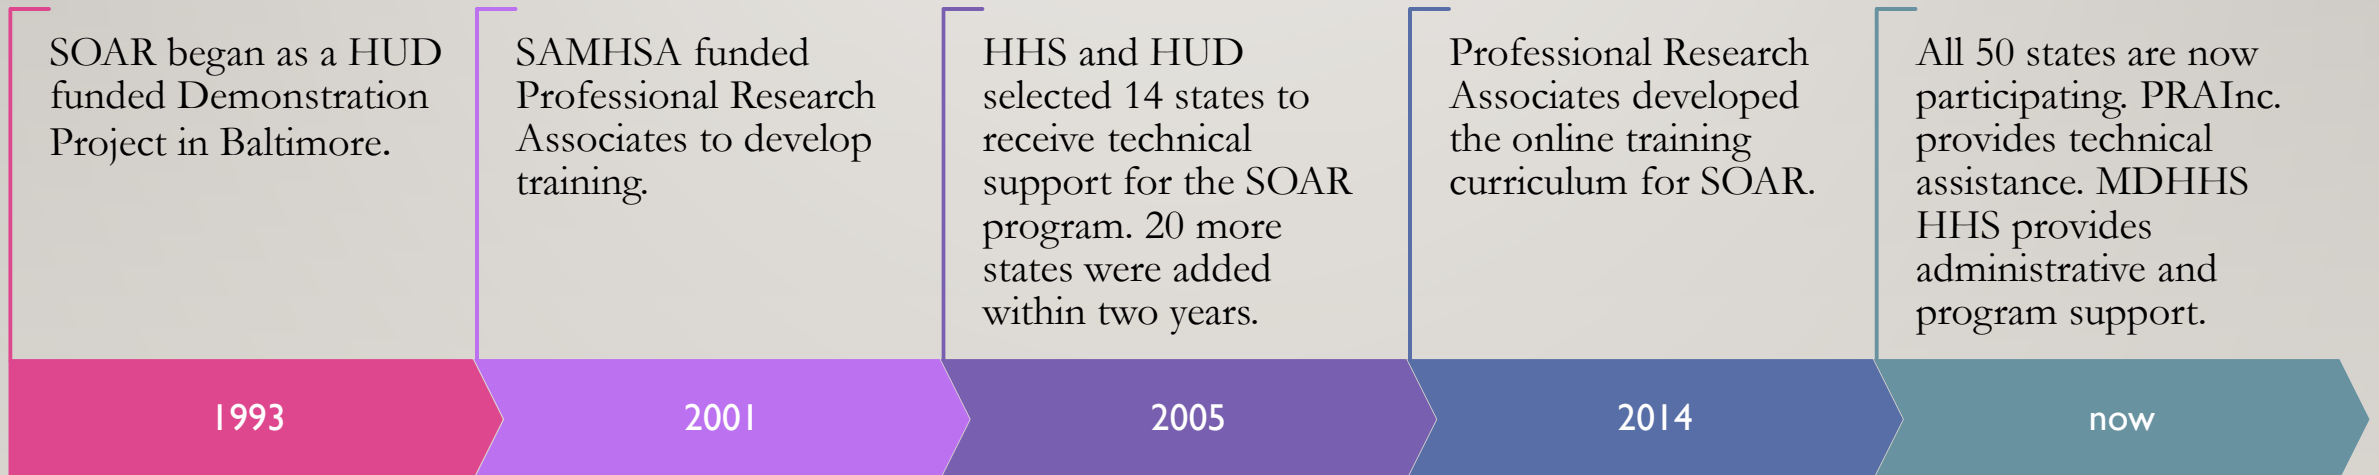 SOAR began as a HUD
funded Demonstration
Project in Baltimore.
SAMHSA funded
Professional Research
Associates to develop
training.
HHS and HUD
selected 14 states to
receive technical
support for the SOAR
program. 20 more
states were added
within two years.
Professional Research
Associates developed
the online training
curriculum for SOAR.
All 50 states are now
participating. PRAInc.
provides technical
assistance. MDHHS
HHS provides
administrative and
program support.
1993
2001
2005
2014
now